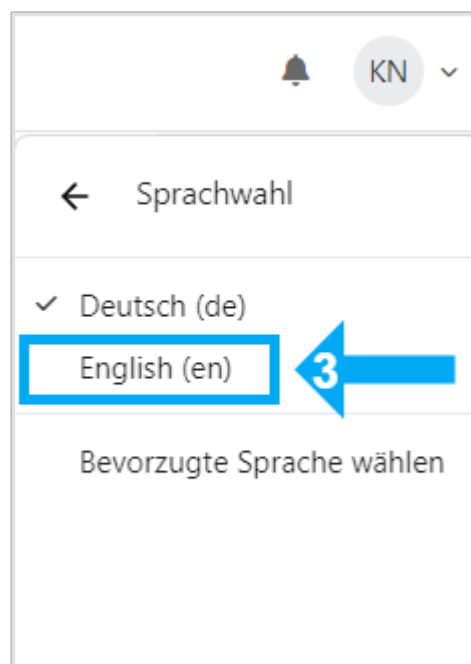 KN
Sprachwahl
Deutsch (de)
English (en)
3
Bevorzugte Sprache wählen